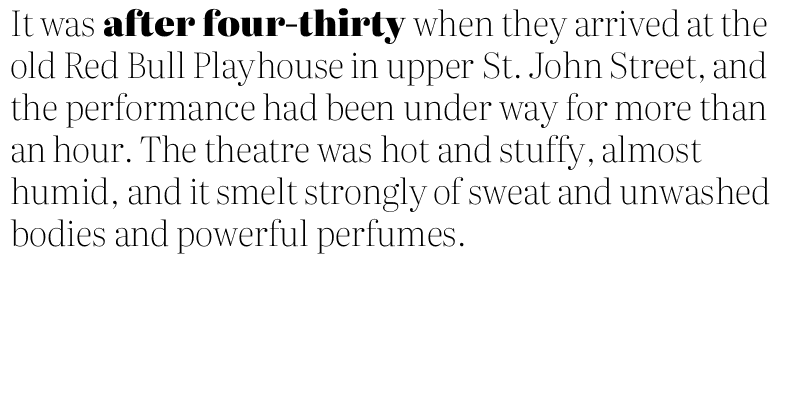 It was after four-thirty when they arrived at the
old Red Bull Playhouse in upper St. John Street, and
the performance had been under way for more than
an hour. The theatre was hot and stuffy, almost
humid, and it smelt strongly of sweat and unwashed
bodies and powerful perfumes.